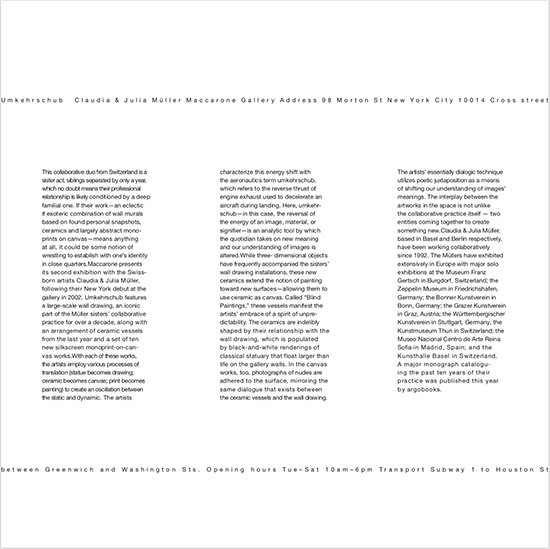 Umkehrschub Claudia & Julia Müller Maccarone Gallery Address 98 Morton St New York City 10014 Cross street
This collaborative duo from Switzerland is a
sister act, siblings separated by only a year,
which no doubt means their professional
relationship is likely conditioned by a deep
familial one. If their work—an eclectic
if esoteric combination of wall murals
based on found personal snapshots,
ceramics and largely abstract mono-
prints on canvas—means anything
at all, it could be some notion of
wrestling to establish with one's identity
in close quarters.Maccarone presents
its second exhibition with the Swiss-
born artists Claudia & Julia Müller,
following their New York debut at the
gallery in 2002. Umkehrschub features
a large-scale wall drawing, an iconic
part of the Müller sisters' collaborative
practice for over a decade, along with
an arrangement of ceramic vessels
from the last year and a set of ten
new silkscreen monoprint-on-can-
vas works.With each of these works,
the artists employ various processes of
translation (statue becomes drawing;
ceramic becomes canvas; print becomes
painting) to create an oscillation between
the static and dynamic. The artists
characterize this energy shift with
the aeronautics term umkehrschub,
which refers to the reverse thrust of
engine exhaust used to decelerate an
aircraft during landing. Here, umkehr-
schub—in this case, the reversal of
the energy of an image, material, or
signifier—is an analytic tool by which
the quotidian takes on new meaning
and our understanding of images is
altered.While three- dimensional objects
have frequently accompanied the sisters'
wall drawing installations, these new
ceramics extend the notion of painting
toward new surfaces—allowing them to
use ceramic as canvas. Called "Blind
Paintings," these vessels manifest the
artists' embrace of a spirit of unpre-
dictability. The ceramics are indelibly
shaped by their relationship with the
wall drawing, which is populated
by black-and-white renderings of
classical statuary that float larger than
life on the gallery walls. In the canvas
works, too, photographs of nudes are
adhered to the surface, mirroring the
same dialogue that exists between
the ceramic vessels and the wall drawing.
The artists' essentially dialogic technique
utilizes poetic juxtaposition as a means
of shifting our understanding of images'
meanings. The interplay between the
artworks in the space is not unlike
the collaborative practice itself — two
entities coming together to create
something new.Claudia & Julia Müller,
based in Basel and Berlin respectively,
have been working collaboratively
since 1992. The Müllers have exhibited
extensively in Europe with major solo
exhibitions at the Museum Franz
Gertsch in Burgdorf, Switzerland; the
Zeppelin Museum in Friedrichshafen,
Germany; the Bonner Kunstverein in
Bonn, Germany; the Grazer Kunstverein
in Graz, Austria; the Württembergischer
Kunstverein in Stuttgart, Germany; the
Kunstmuseum Thun in Switzerland; the
Museo Nacional Centro de Arte Reina
Sofia in Madrid, Spain; and the
Kunsthalle Basel in Switzerland.
A major monograph catalogu-
ing the past ten years of their
practice was published this year
by argobooks.
between Greenwich and Washington Sts. Opening hours Tue–Sat 10am–6pm Transport Subway 1 to Houston St